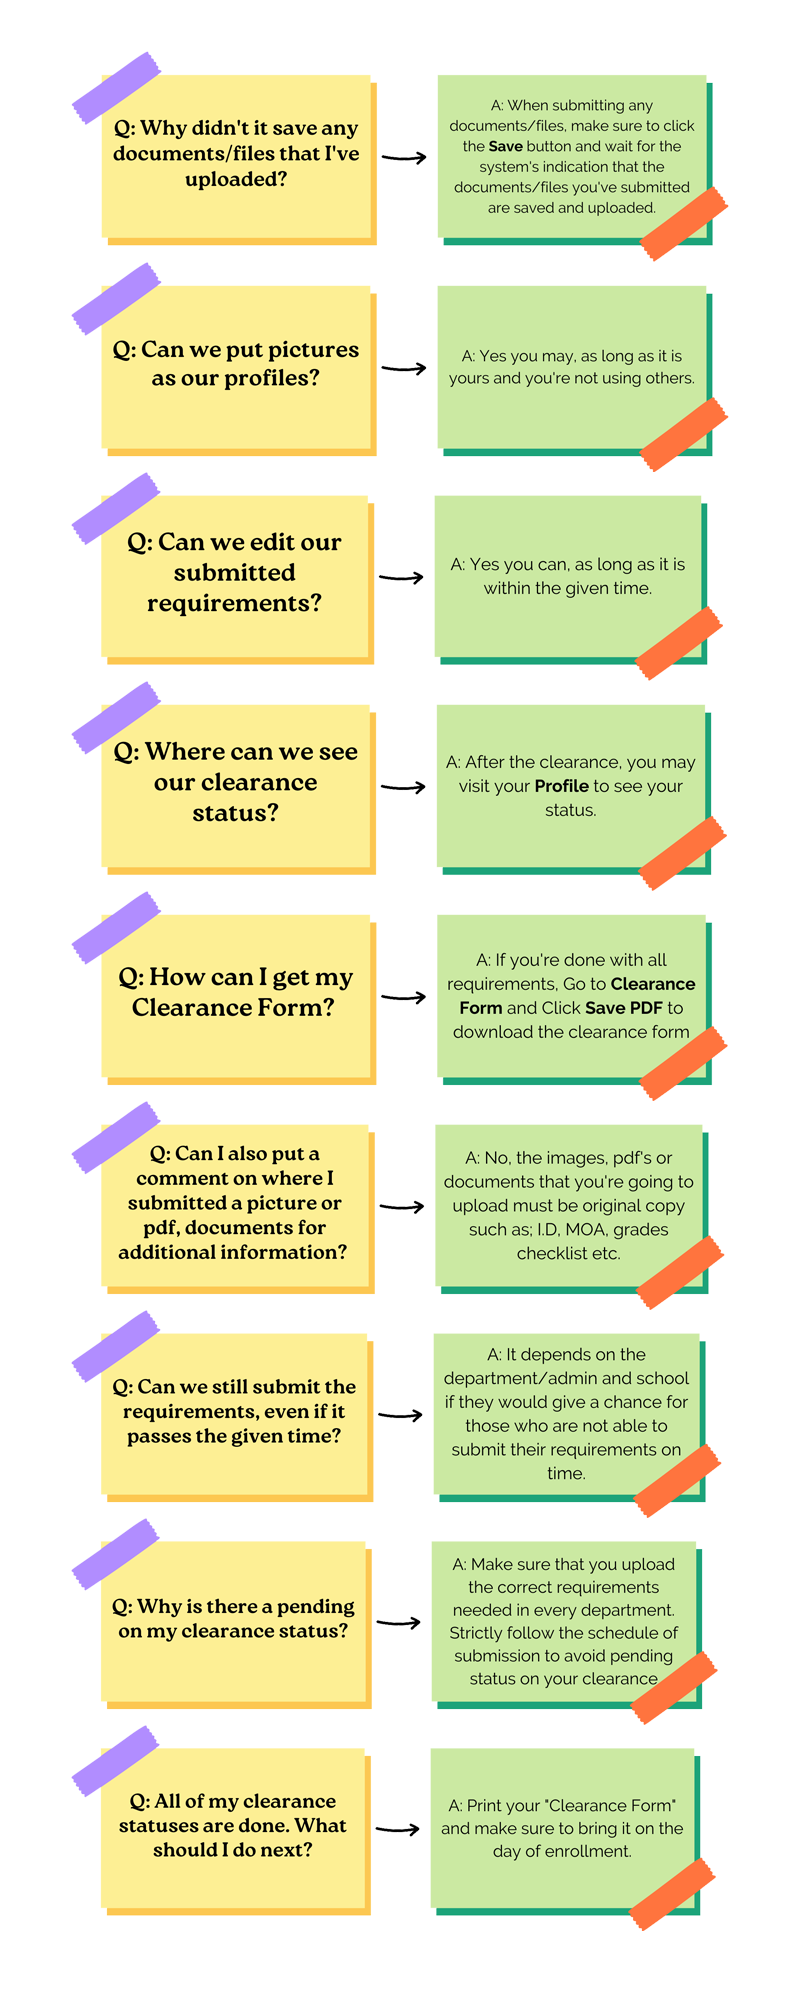 Q: Why didn't it save any
documents/files that I've
uploaded?
A: When submitting any
documents/files, make sure to click
the Save button and wait for the
system's indication that the
documents/files you've submitted
are saved and uploaded.
Q: Can we put pictures
as our profiles?
A: Yes you may, as long as it is
yours and you're not using others.
Q: Can we edit our
submitted
requirements?
A: Yes you can, as long as it is
within the given time.
Q: Where can we see
our clearance
status?
A: After the clearance, you may
visit your Profile to see your
status.
Q: How can I get my
Clearance Form?
A: If you're done with all
requirements, Go to Clearance
Form and Click Save PDF to
download the clearance form
Q: Can I also put a
comment on where I
submitted a picture or
pdf, documents for
additional information?
A: No, the images, pdf's or
documents that you're going to
upload must be original copy
such as; I.D, MOA, grades
checklist etc.
Q: Can we still submit the
requirements, even if it
passes the given time?
A: It depends on the
department/admin and school
if they would give a chance for
those who are not able to
submit their requirements on
time.
Q: Why is there a pending
on my clearance status?
A: Make sure that you upload
the correct requirements
needed in every department.
Strictly follow the schedule of
submission to avoid pending
status on your clearance
Q: All of my clearance
statuses are done. What
should I do next?
A: Print your "Clearance Form"
and make sure to bring it on the
day of enrollment.